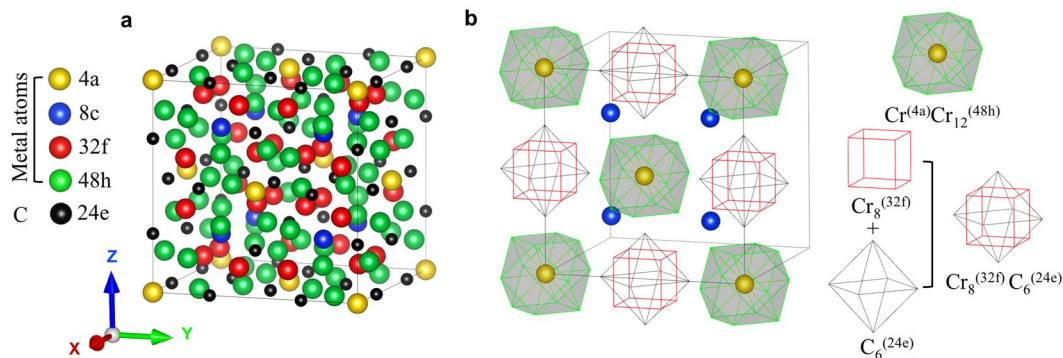 a
Metal atoms
4a
8c
32f
48h
C 24e
Z
Y
X
b
Cr(4a)Cr12(48h)
Cr8(32f)
+
C6(24e)
Cr8(32f) C6(24e)